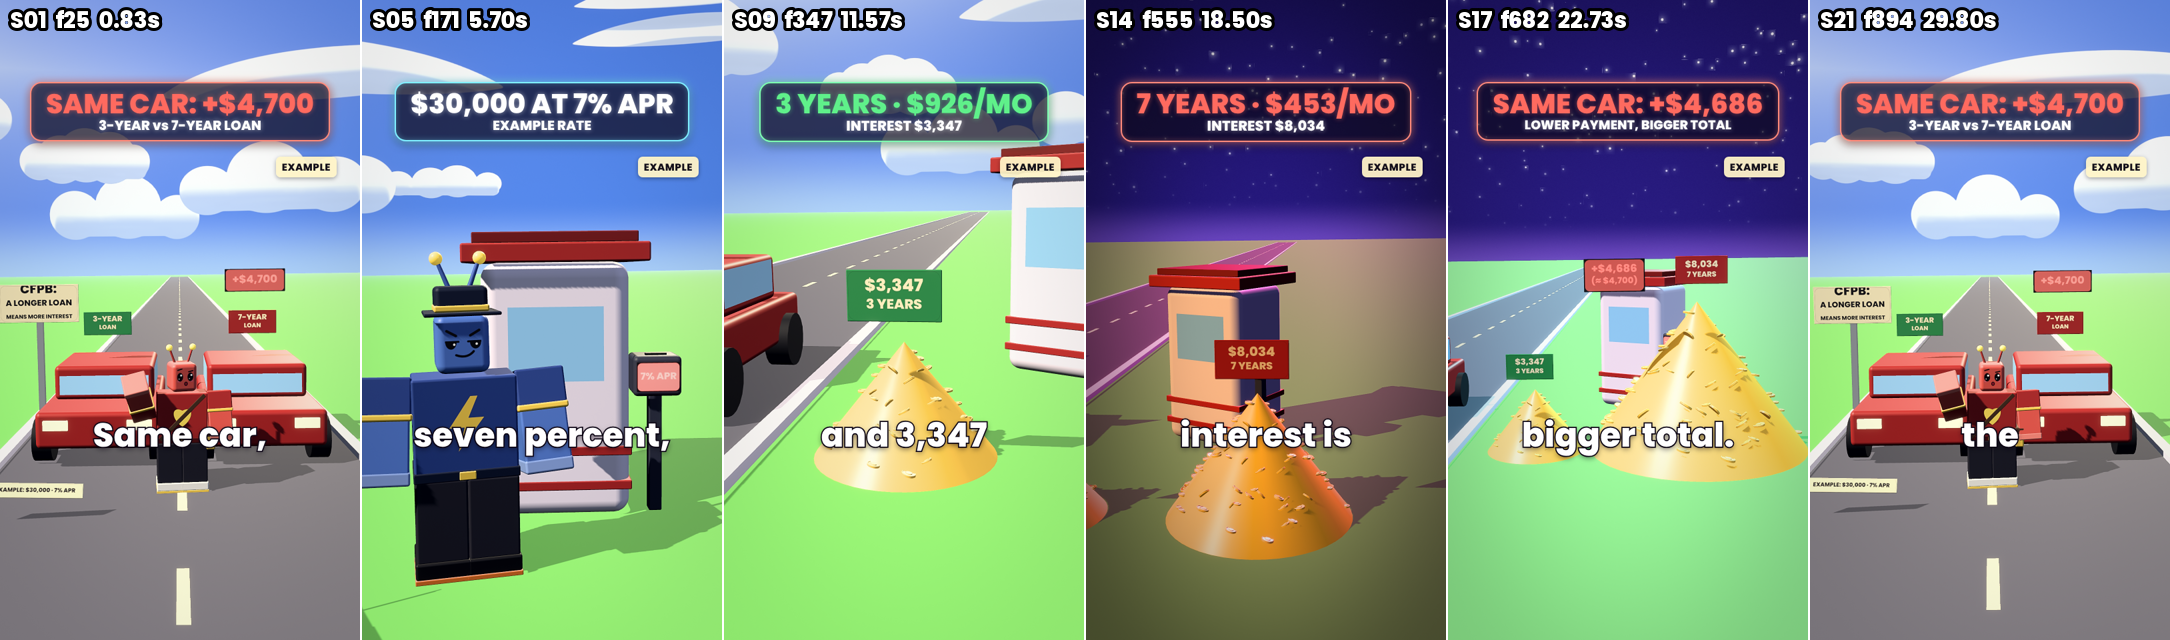 S01 f25 0.83s
SAME CAR: +$4,700
3-YEAR vs 7-YEAR LOAN
EXAMPLE
+$4,700
CFPB:
A LONGER LOAN
MEANS MORE INTEREST
3-YEAR
LOAN
7-YEAR
LOAN
Same car,
EXAMPLE: $30,000 · 7% APR
S05 f171 5.70s
$30,000 AT 7% APR
EXAMPLE RATE
EXAMPLE
7% APR
seven percent,
S09 f347 11.57s
3 YEARS · $926/MO
INTEREST $3,347
EXAMPLE
$3,347
3 YEARS
and 3,347
S14 f555 18.50s
7 YEARS · $453/MO
INTEREST $8,034
EXAMPLE
$8,034
7 YEARS
interest is
S17 f682 22.73s
SAME CAR: +$4,686
LOWER PAYMENT, BIGGER TOTAL
EXAMPLE
+$4,686
(≈ $4,700)
$8,034
7 YEARS
$3,347
3 YEARS
bigger total.
S21 f894 29.80s
SAME CAR: +$4,700
3-YEAR vs 7-YEAR LOAN
EXAMPLE
+$4,700
CFPB:
A LONGER LOAN
MEANS MORE INTEREST
3-YEAR
LOAN
7-YEAR
LOAN
the
EXAMPLE: $30,000 · 7% APR